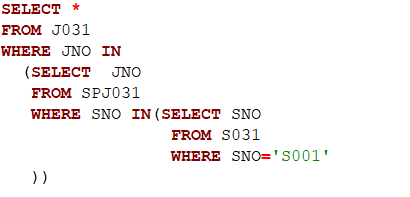 SELECT *
FROM J031
WHERE JNO IN
(SELECT  JNO
FROM SPJ031
WHERE SNO IN(SELECT SNO
FROM S031
WHERE SNO='S001'
))